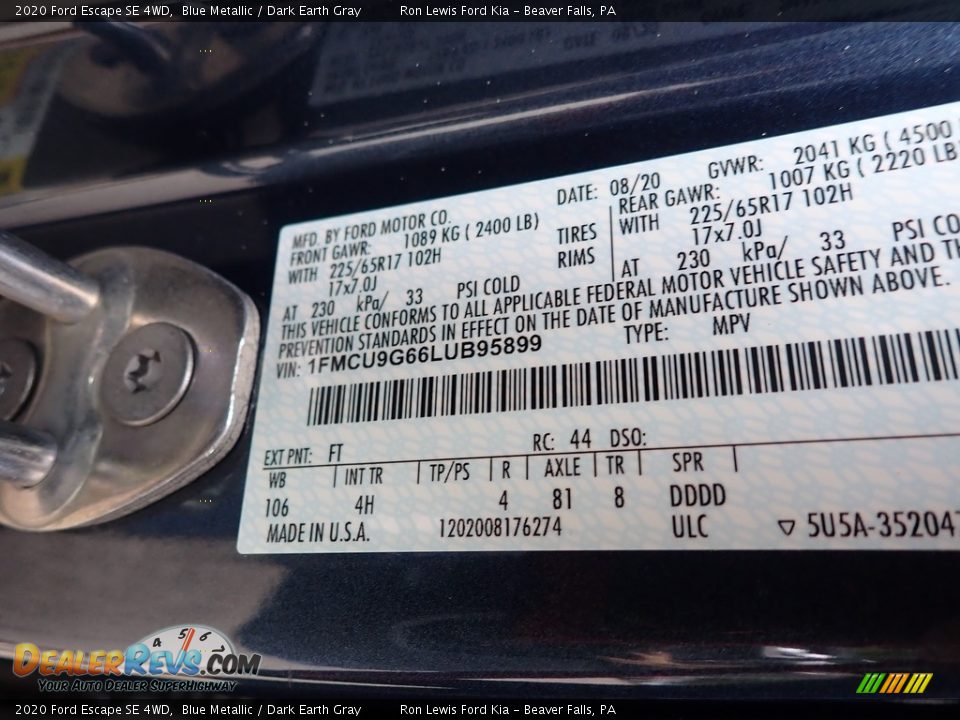 2020 Ford Escape SE 4WD, Blue Metallic / Dark Earth Gray Ron Lewis Ford Kia - Beaver Falls, PA
MFD. BY FORD MOTOR CO. DATE: 08/20 GVWR: 2041 KG ( 4500
FRONT GAWR: 1089 KG ( 2400 LB) REAR GAWR: 1007 KG ( 2220 LB
WITH 225/65R17 102H TIRES WITH 225/65R17 102H
17x7.0J RIMS 17x7.0J
AT 230 kPa/ 33 PSI COLD AT 230 kPa/ 33 PSI CO
THIS VEHICLE CONFORMS TO ALL APPLICABLE FEDERAL MOTOR VEHICLE SAFETY AND TH
PREVENTION STANDARDS IN EFFECT ON THE DATE OF MANUFACTURE SHOWN ABOVE.
VIN: 1FMCU9G66LUB95899 TYPE: MPV
EXT PNT: FT RC: 44 DSO:
WB INT TR TP/PS R AXLE TR SPR
106 4H 4 81 8 DDDD
MADE IN U.S.A. 1202008176274 ULC 5U5A-35204
4 5 6
DEALERREVS.COM
YOUR AUTO DEALER SUPERHIGHWAY
2020 Ford Escape SE 4WD, Blue Metallic / Dark Earth Gray Ron Lewis Ford Kia - Beaver Falls, PA